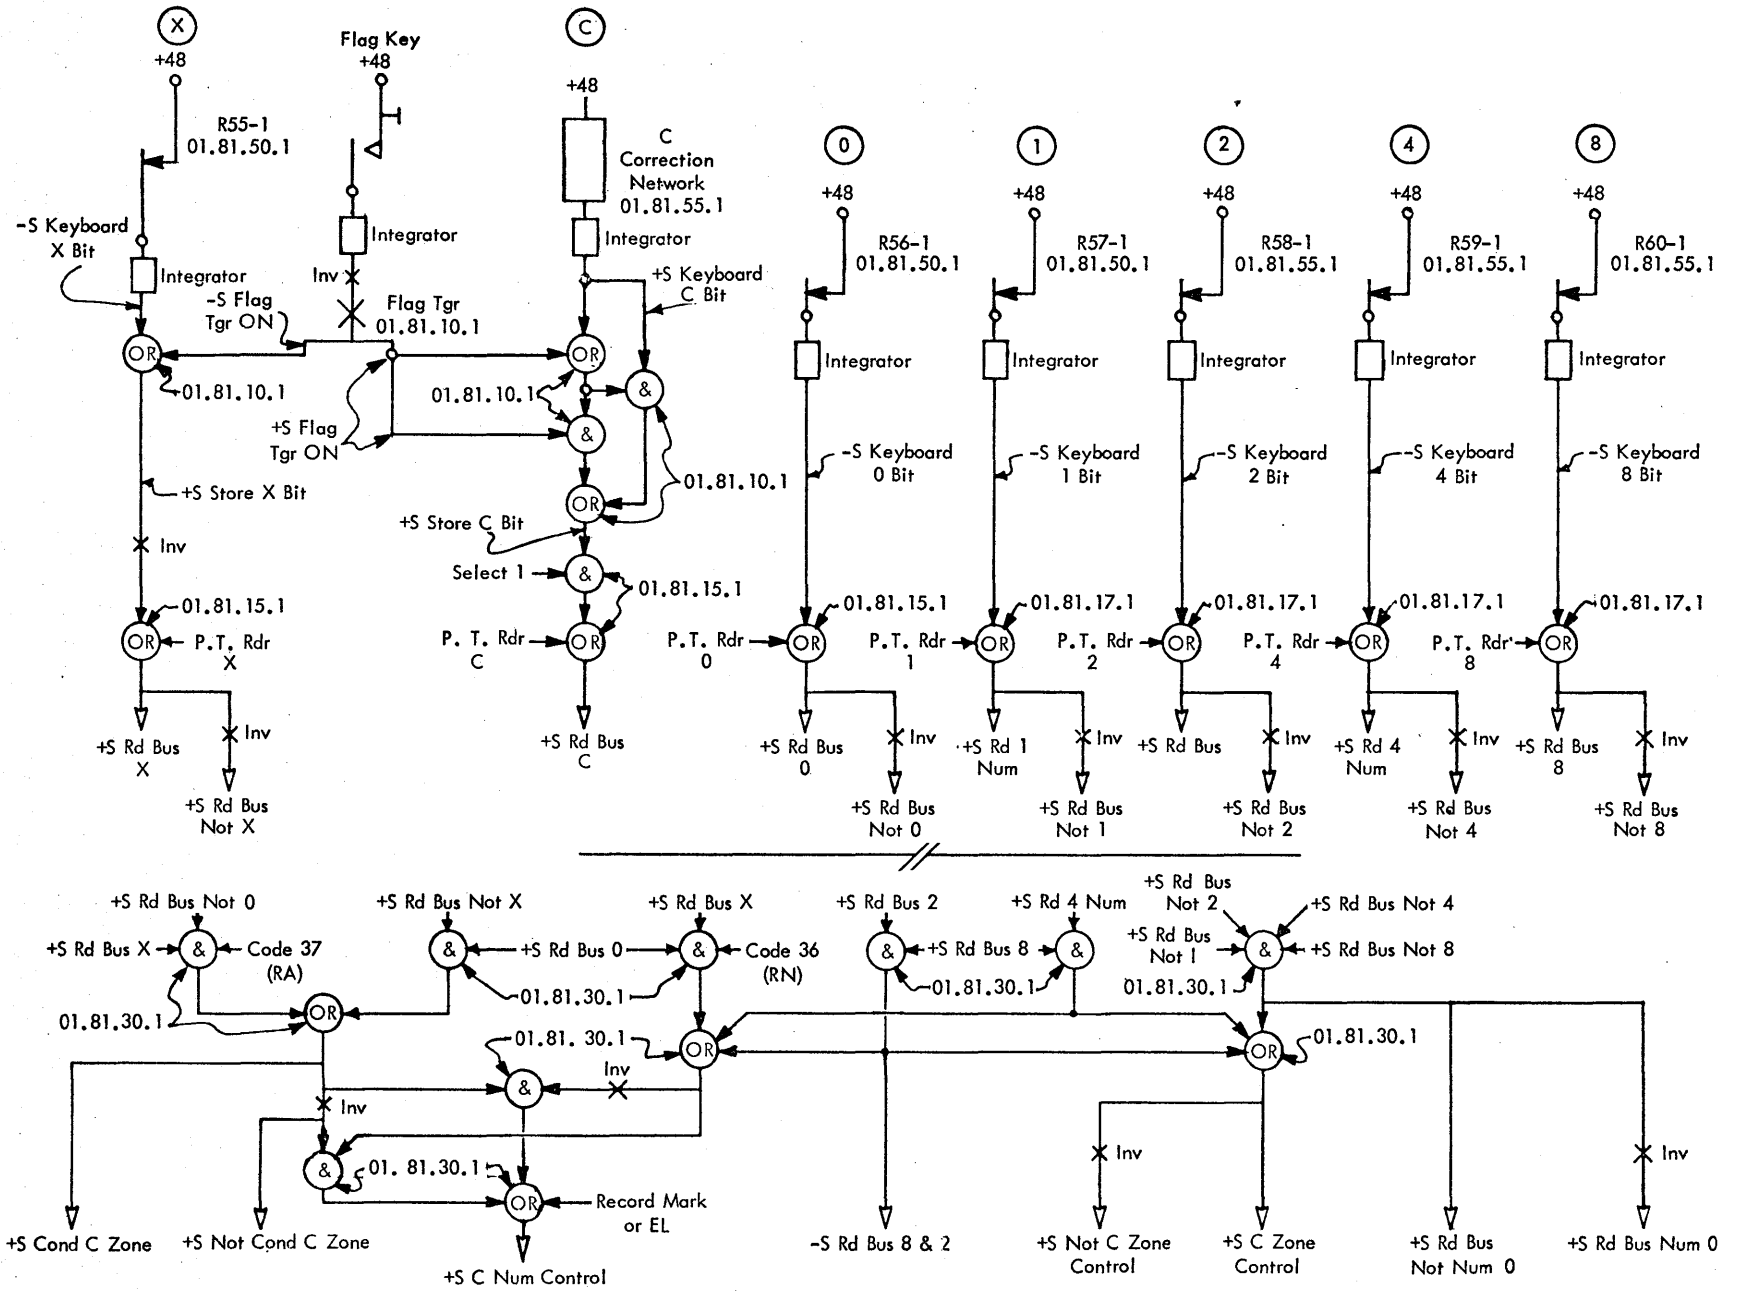 X
+48
R55-1
01.81.50.1
-S Keyboard
X Bit
Integrator
Flag Key
+48
Integrator
Inv
-S Flag
Tgr ON
Flag Tgr
01.81.10.1
OR
01.81.10.1
+S Flag
Tgr ON
+S Store X Bit
Inv
01.81.15.1
OR
P.T. Rdr
X
+S Rd Bus
X
Inv
+S Rd Bus
Not X
C
+48
C
Correction
Network
01.81.55.1
Integrator
+S Keyboard
C Bit
OR
01.81.10.1
&
&
01.81.10.1
OR
+S Store C Bit
Select 1
&
01.81.15.1
P. T. Rdr
C
OR
+S Rd Bus
C
0
+48
R56-1
01.81.50.1
Integrator
-S Keyboard
0 Bit
01.81.15.1
P.T. Rdr
0
OR
+S Rd Bus
0
Inv
+S Rd Bus
Not 0
1
+48
R57-1
01.81.50.1
Integrator
-S Keyboard
1 Bit
01.81.17.1
P.T. Rdr
1
OR
+S Rd 1
Num
Inv
+S Rd Bus
Not 1
2
+48
R58-1
01.81.55.1
Integrator
-S Keyboard
2 Bit
01.81.17.1
P.T. Rdr
2
OR
+S Rd Bus
Inv
+S Rd Bus
Not 2
4
+48
R59-1
01.81.55.1
Integrator
-S Keyboard
4 Bit
01.81.17.1
P.T. Rdr
4
OR
+S Rd 4
Num
Inv
+S Rd Bus
Not 4
8
+48
R60-1
01.81.55.1
Integrator
-S Keyboard
8 Bit
01.81.17.1
P.T. Rdr
8
OR
+S Rd Bus
8
Inv
+S Rd Bus
Not 8
+S Rd Bus Not 0
+S Rd Bus X
&
Code 37
(RA)
01.81.30.1
OR
+S Rd Bus Not X
&
+S Rd Bus 0
01.81.30.1
+S Rd Bus X
&
Code 36
(RN)
01.81. 30.1
OR
Inv
&
Inv
&
01. 81.30.1
OR
Record Mark
or EL
+S Cond C Zone
+S Not Cond C Zone
+S C Num Control
+S Rd Bus 2
&
+S Rd Bus 8
+S Rd 4 Num
&
01.81.30.1
+S Rd Bus
Not 2
+S Rd Bus Not 4
+S Rd Bus
Not 1
&
+S Rd Bus Not 8
01.81.30.1
OR
01.81.30.1
Inv
Inv
-S Rd Bus 8 & 2
+S Not C Zone
Control
+S C Zone
Control
+S Rd Bus
Not Num 0
+S Rd Bus Num 0